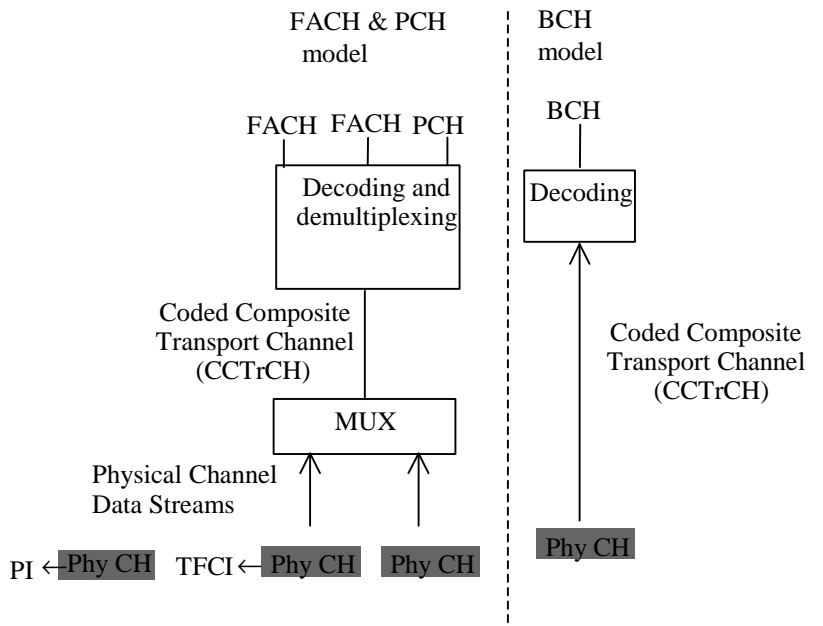 FACH & PCH
model
BCH
model
FACH
FACH
PCH
BCH
Decoding and
demultiplexing
Decoding
Coded Composite
Transport Channel
(CCTrCH)
Coded Composite
Transport Channel
(CCTrCH)
MUX
Physical Channel
Data Streams
PI ← Phy CH
TFCI ← Phy CH
Phy CH
Phy CH